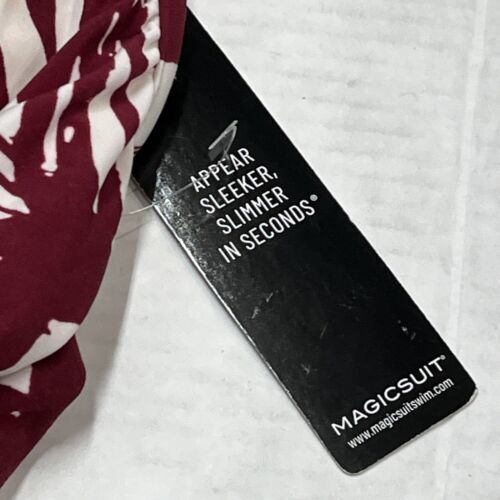 APPEAR
SLEEKER,
SLIMMER
IN SECONDS®
MAGICSUIT®
www.magicsuitswim.com